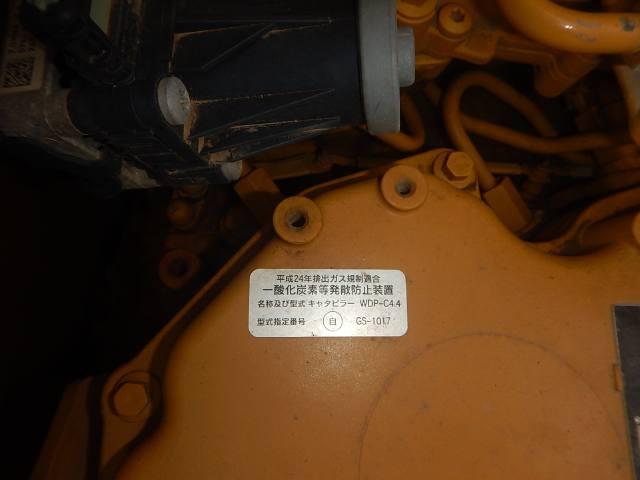 平成24年排出ガス規制適合
一酸化炭素等発散防止装置
名称及び型式 キャタピラー WDP-C4.4
型式指定番号 自 GS-1017